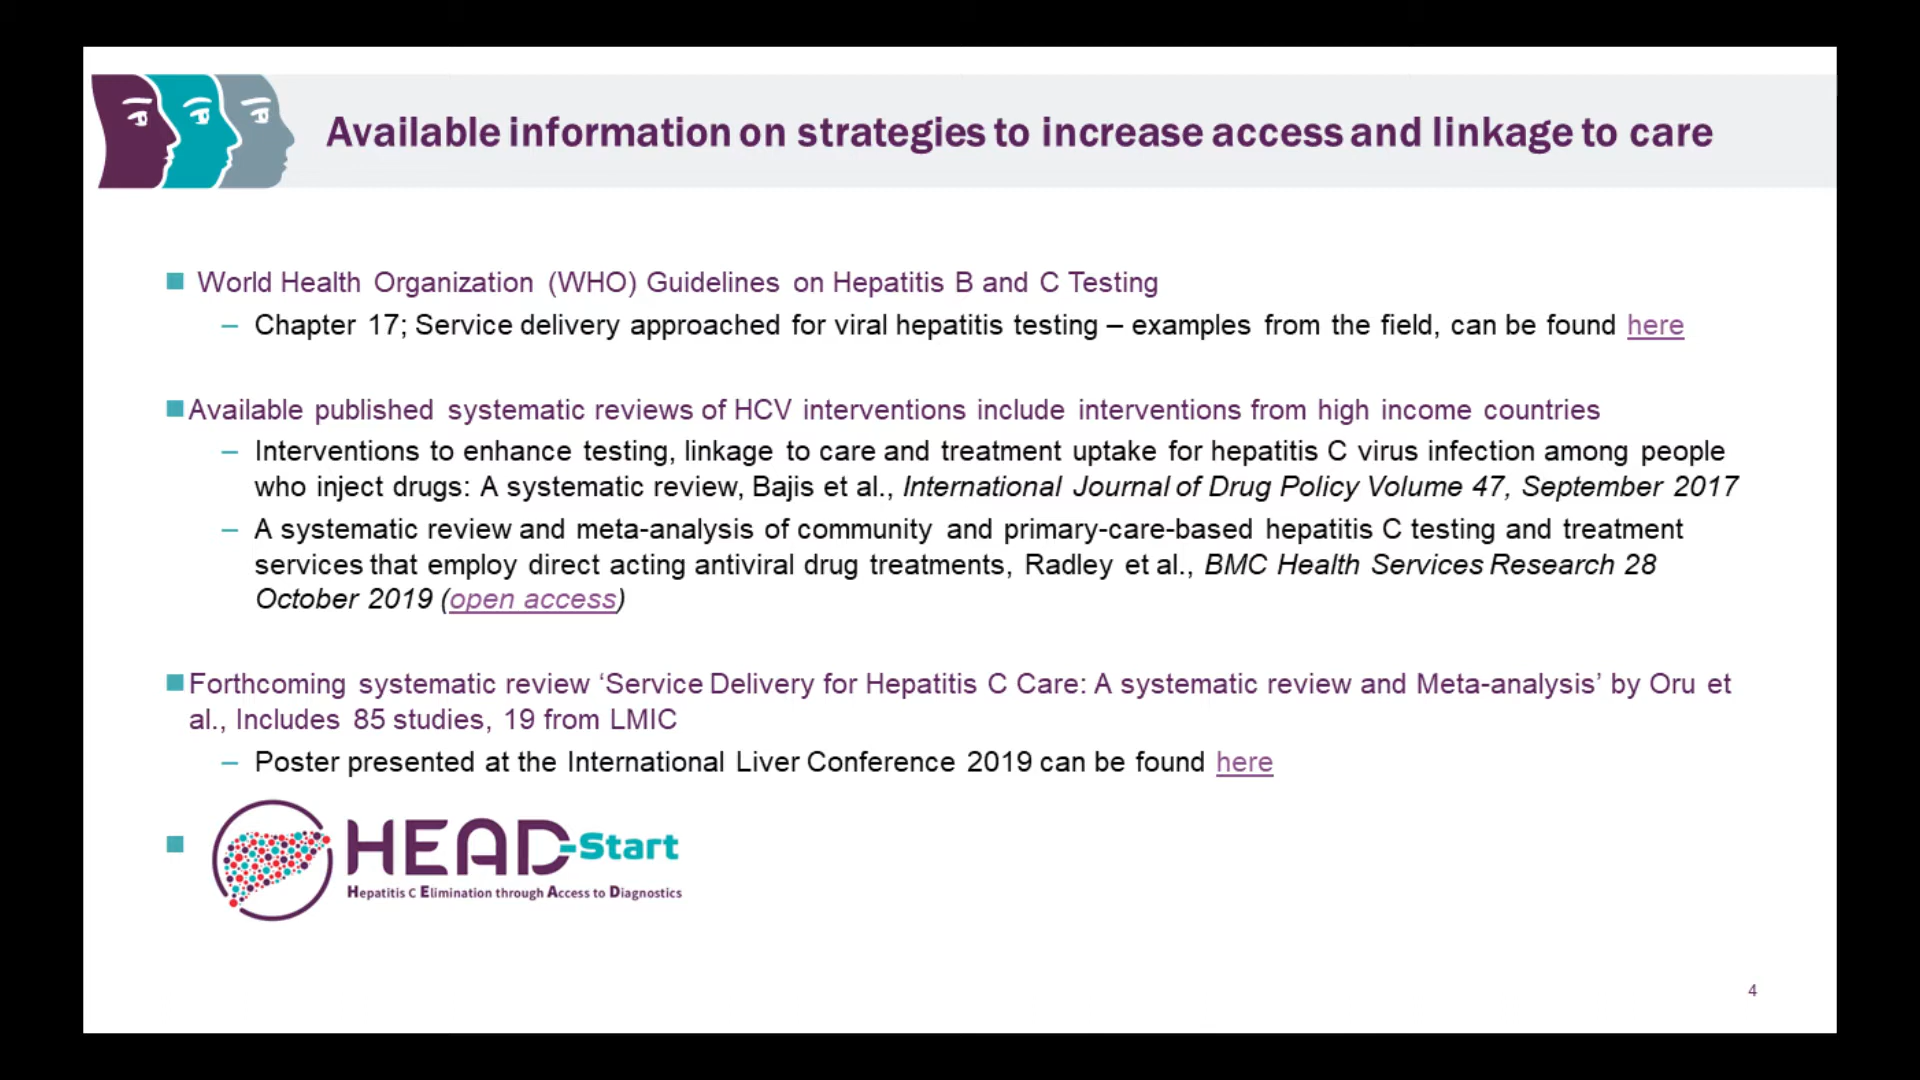 Available information on strategies to increase access and linkage to care
World Health Organization (WHO) Guidelines on Hepatitis B and C Testing
– Chapter 17; Service delivery approached for viral hepatitis testing – examples from the field, can be found here
Available published systematic reviews of HCV interventions include interventions from high income countries
– Interventions to enhance testing, linkage to care and treatment uptake for hepatitis C virus infection among people
who inject drugs: A systematic review, Bajis et al., International Journal of Drug Policy Volume 47, September 2017
– A systematic review and meta-analysis of community and primary-care-based hepatitis C testing and treatment
services that employ direct acting antiviral drug treatments, Radley et al., BMC Health Services Research 28
October 2019 (open access)
Forthcoming systematic review ‘Service Delivery for Hepatitis C Care: A systematic review and Meta-analysis’ by Oru et
al., Includes 85 studies, 19 from LMIC
– Poster presented at the International Liver Conference 2019 can be found here
HEAD-Start
Hepatitis C Elimination through Access to Diagnostics
4